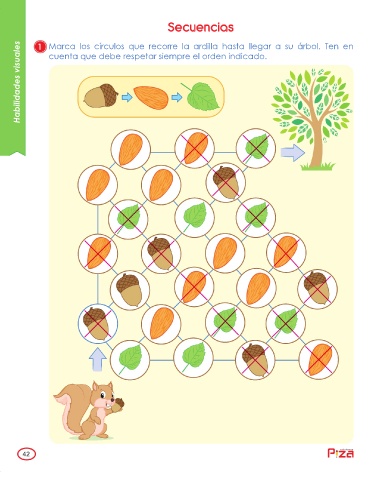 Secuencias
Habilidades visuales
1 Marca los círculos que recorre la ardilla hasta llegar a su árbol. Ten en
cuenta que debe respetar siempre el orden indicado.
42
Piza